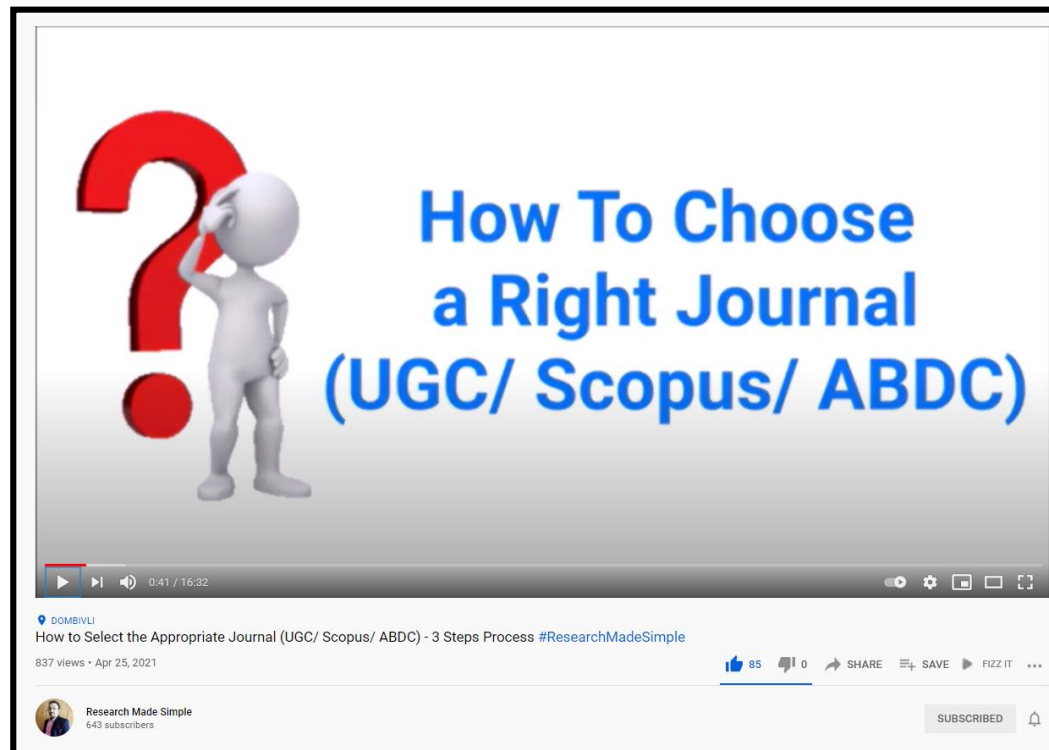 How To Choose
a Right Journal
(UGC/ Scopus/ ABDC)
0:41 / 16:32
DOMBIVLI
How to Select the Appropriate Journal (UGC/ Scopus/ ABDC) - 3 Steps Process #ResearchMadeSimple
837 views • Apr 25, 2021
85 0 SHARE SAVE FIZZ IT
Research Made Simple
643 subscribers
SUBSCRIBED